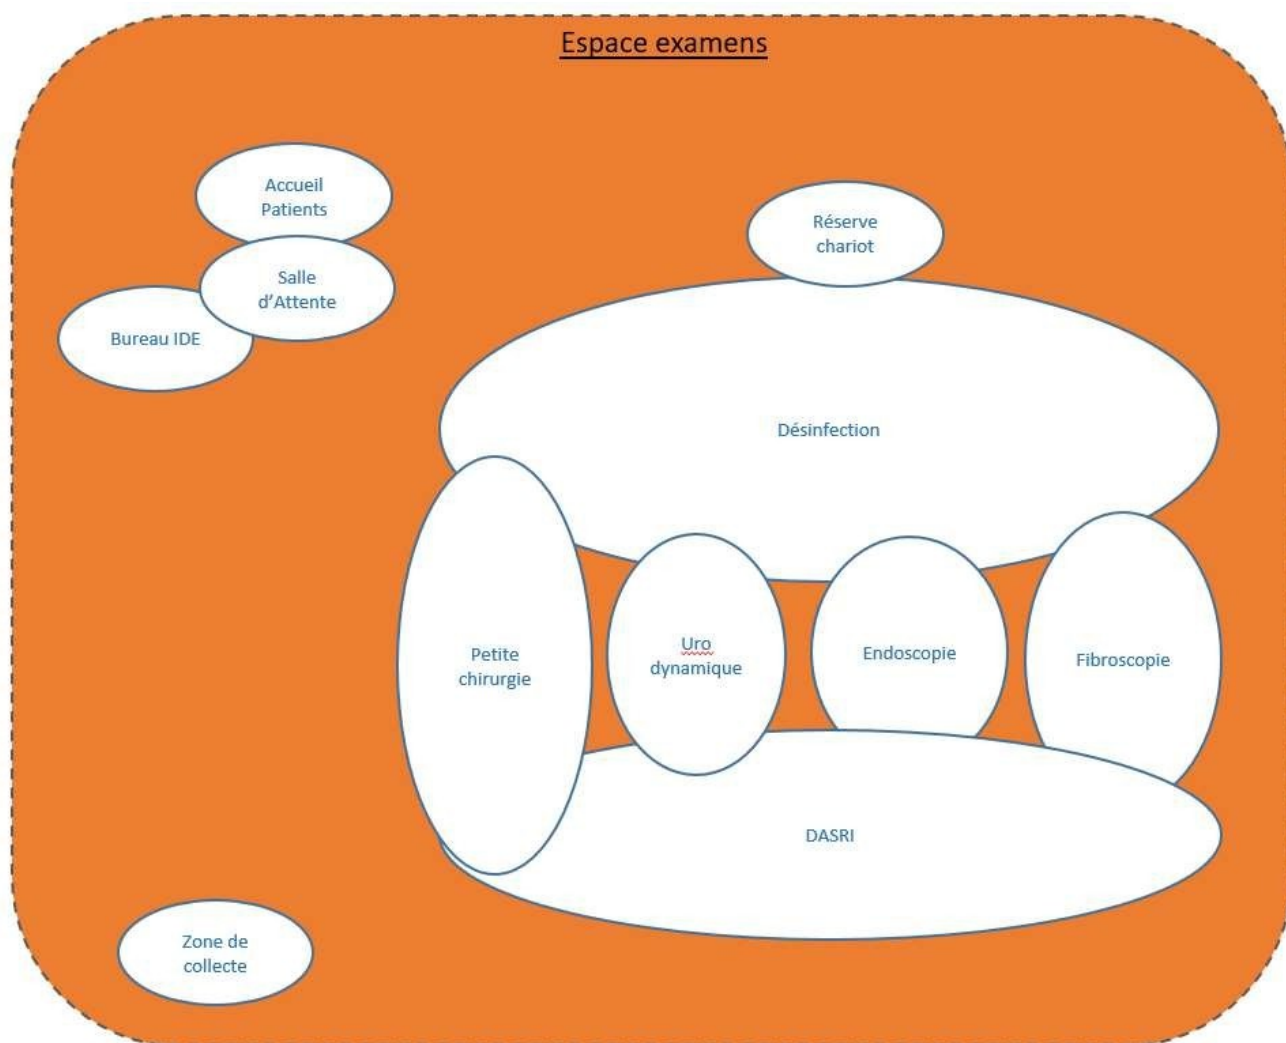 Espace examens
Accueil
Patients
Salle
d’Attente
Bureau IDE
Réserve
chariot
Désinfection
Petite
chirurgie
Uro
dynamique
Endoscopie
Fibroscopie
DASRI
Zone de
collecte